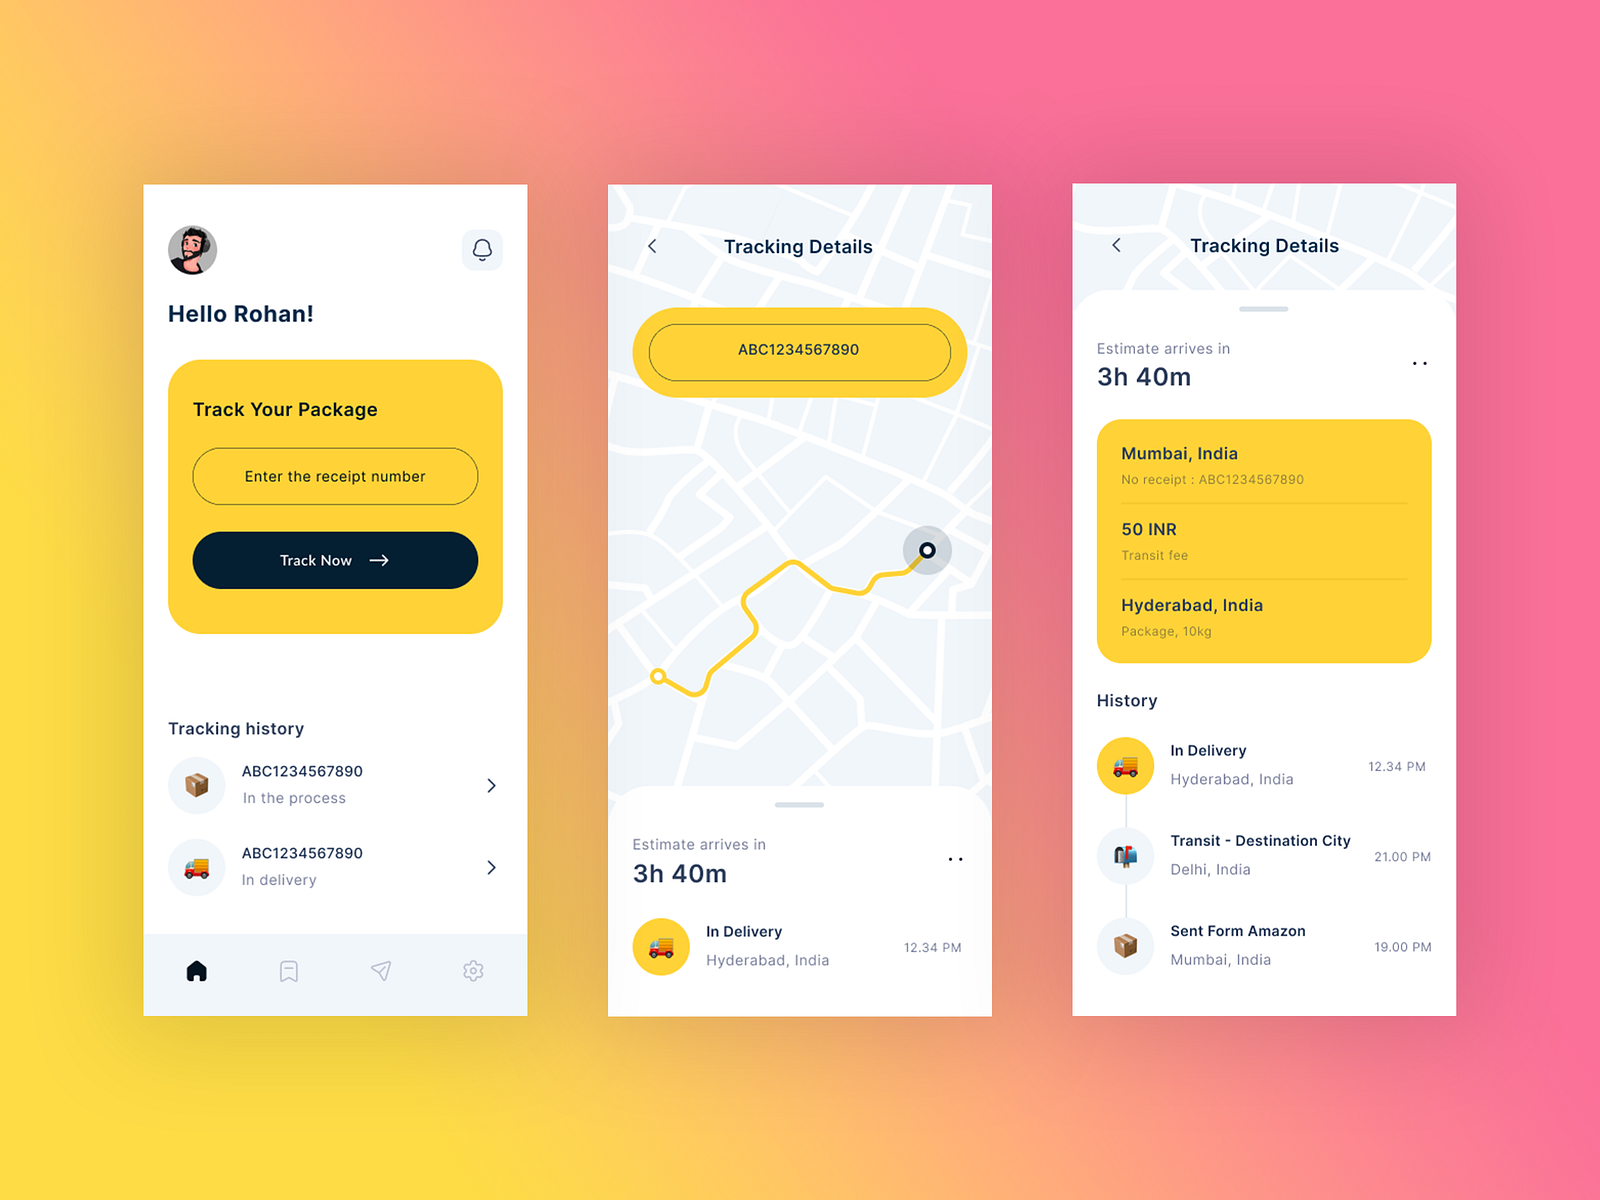 Hello Rohan!
Track Your Package
Enter the receipt number
Track Now
Tracking history
ABC1234567890
In the process
ABC1234567890
In delivery
Tracking Details
ABC1234567890
Estimate arrives in
3h 40m
In Delivery
Hyderabad, India
12.34 PM
Tracking Details
Estimate arrives in
3h 40m
Mumbai, India
No receipt : ABC1234567890
50 INR
Transit fee
Hyderabad, India
Package, 10kg
History
In Delivery
Hyderabad, India
12.34 PM
Transit - Destination City
Delhi, India
21.00 PM
Sent Form Amazon
Mumbai, India
19.00 PM